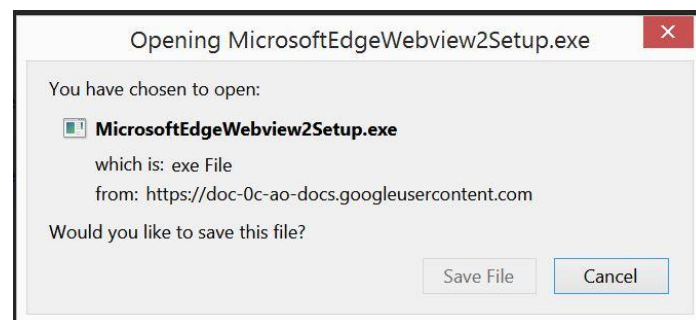 Opening MicrosoftEdgeWebview2Setup.exe
You have chosen to open:
MicrosoftEdgeWebview2Setup.exe
which is: exe File
from: https://doc-0c-ao-docs.googleusercontent.com
Would you like to save this file?
Save File Cancel